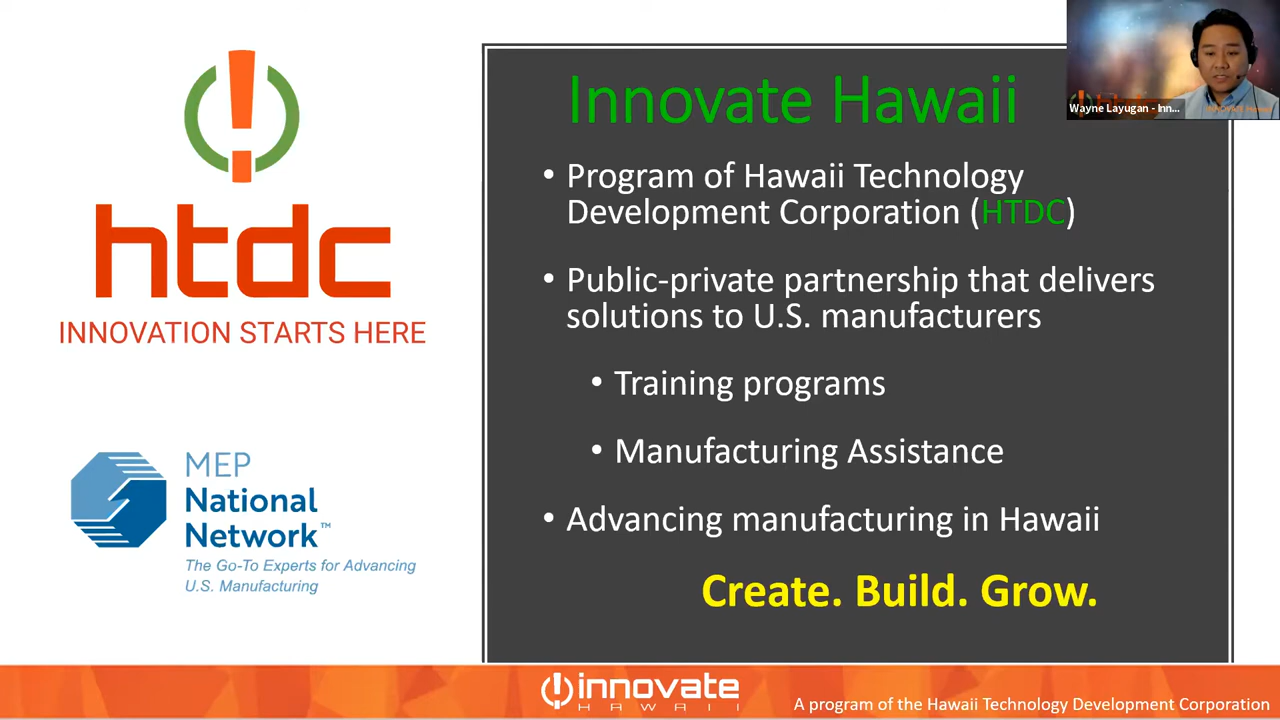 htdc
INNOVATION STARTS HERE
MEP
National
Network™
The Go-To Experts for Advancing
U.S. Manufacturing
Innovate Hawaii
• Program of Hawaii Technology
Development Corporation (HTDC)
• Public-private partnership that delivers
solutions to U.S. manufacturers
• Training programs
• Manufacturing Assistance
• Advancing manufacturing in Hawaii
Create. Build. Grow.
Wayne Layugan - Inn...
innovate
HAWAII
A program of the Hawaii Technology Development Corporation